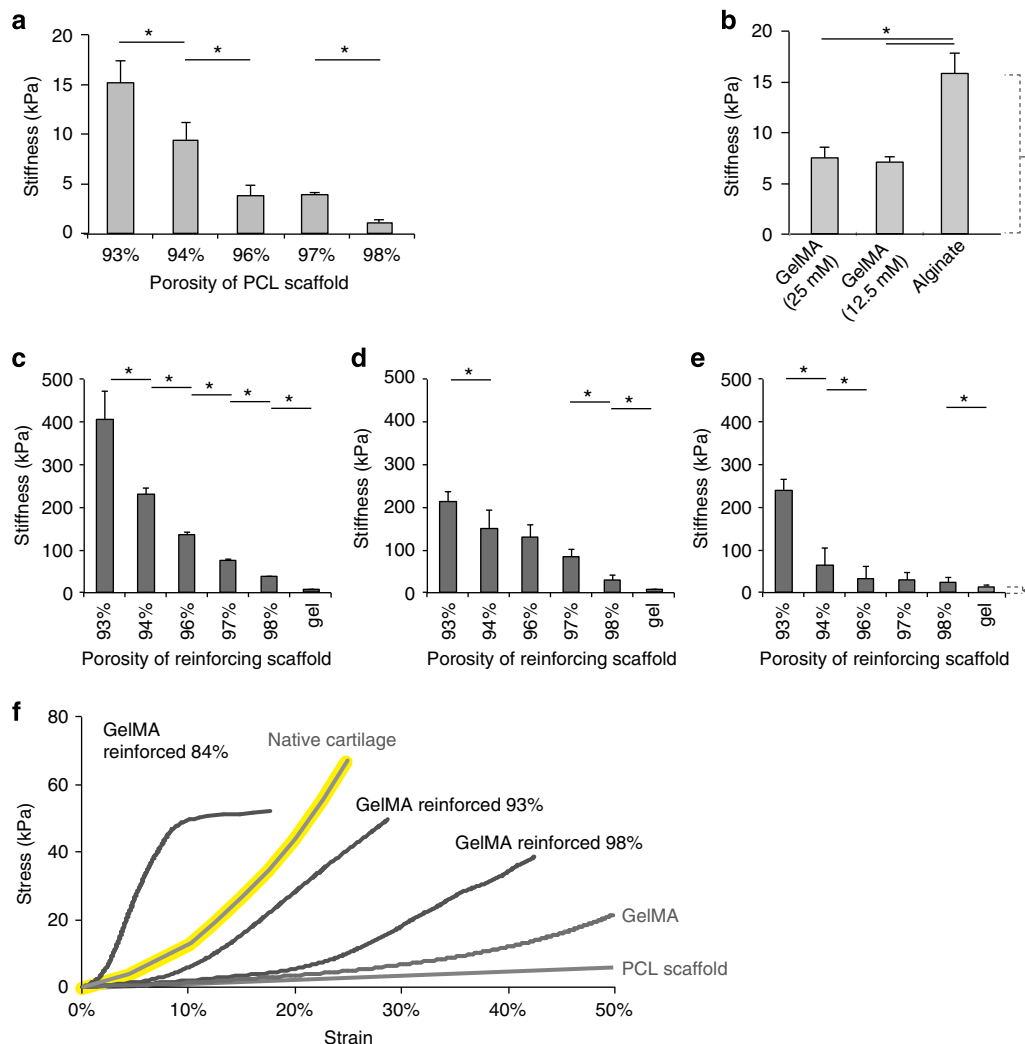 a
20
15
10
5
0
Stiffness (kPa)
* * *
93% 94% 96% 97% 98%
Porosity of PCL scaffold
b
20
15
10
5
0
Stiffness (kPa)
*
GelMA
(25 mM)
GelMA
(12.5 mM)
Alginate
c
500
400
300
200
100
0
Stiffness (kPa)
* * * * *
93% 94% 96% 97% 98% gel
Porosity of reinforcing scaffold
d
500
400
300
200
100
0
Stiffness (kPa)
* * *
93% 94% 96% 97% 98% gel
Porosity of reinforcing scaffold
e
500
400
300
200
100
0
Stiffness (kPa)
* * *
93% 94% 96% 97% 98% gel
Porosity of reinforcing scaffold
f
80
60
40
20
0
Stress (kPa)
GelMA
reinforced 84%
Native cartilage
GelMA reinforced 93%
GelMA reinforced 98%
GelMA
PCL scaffold
0% 10% 20% 30% 40% 50%
Strain